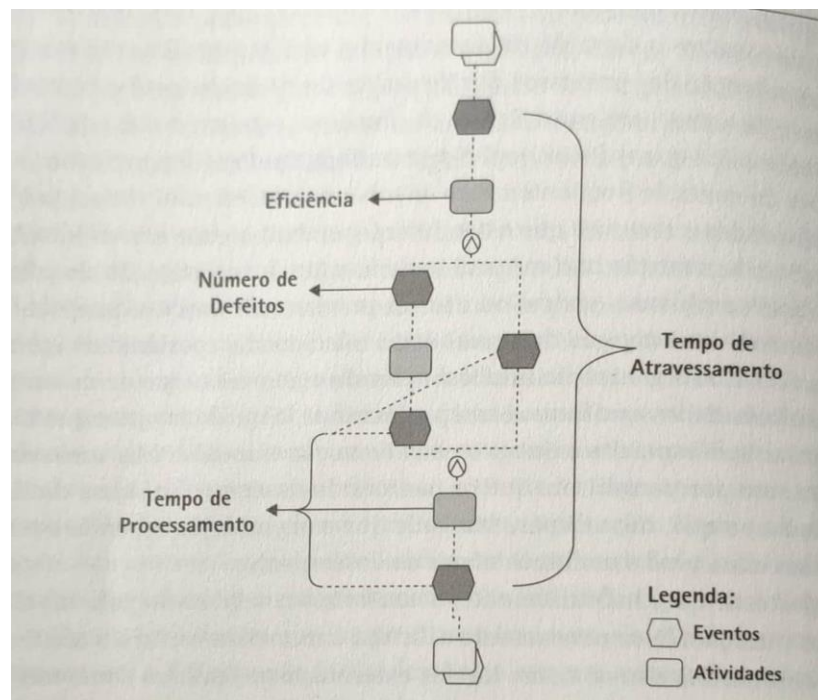 Eficiência
Número de
Defeitos
Tempo de
Atravessamento
Tempo de
Processamento
Legenda:
Eventos
Atividades